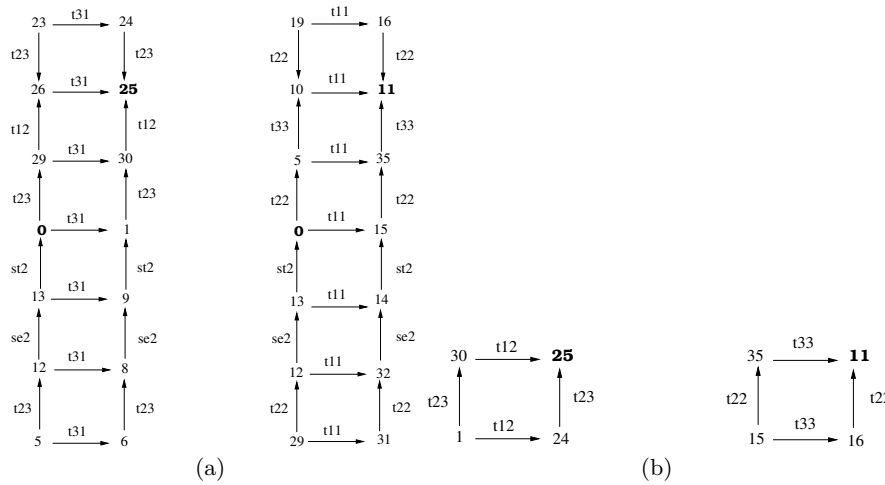 t31 t11
23 24 19 16
t23 t23 t22 t22
t31 t11
26 25 10 11
t12 t12 t33 t33
t31 t11
29 30 5 35
t23 t23 t22 t22
t31 t11
0 1 0 15
st2 st2 st2 st2
t31 t11
13 9 13 14
se2 se2 se2 se2
t31 t11
12 8 12 32
t23 t23 t22 t22
t31 t11
5 6 29 31
(a)
t12 t33
30 25 35 11
t23 t23 t22
t12 t33
1 24 15 16
(b)